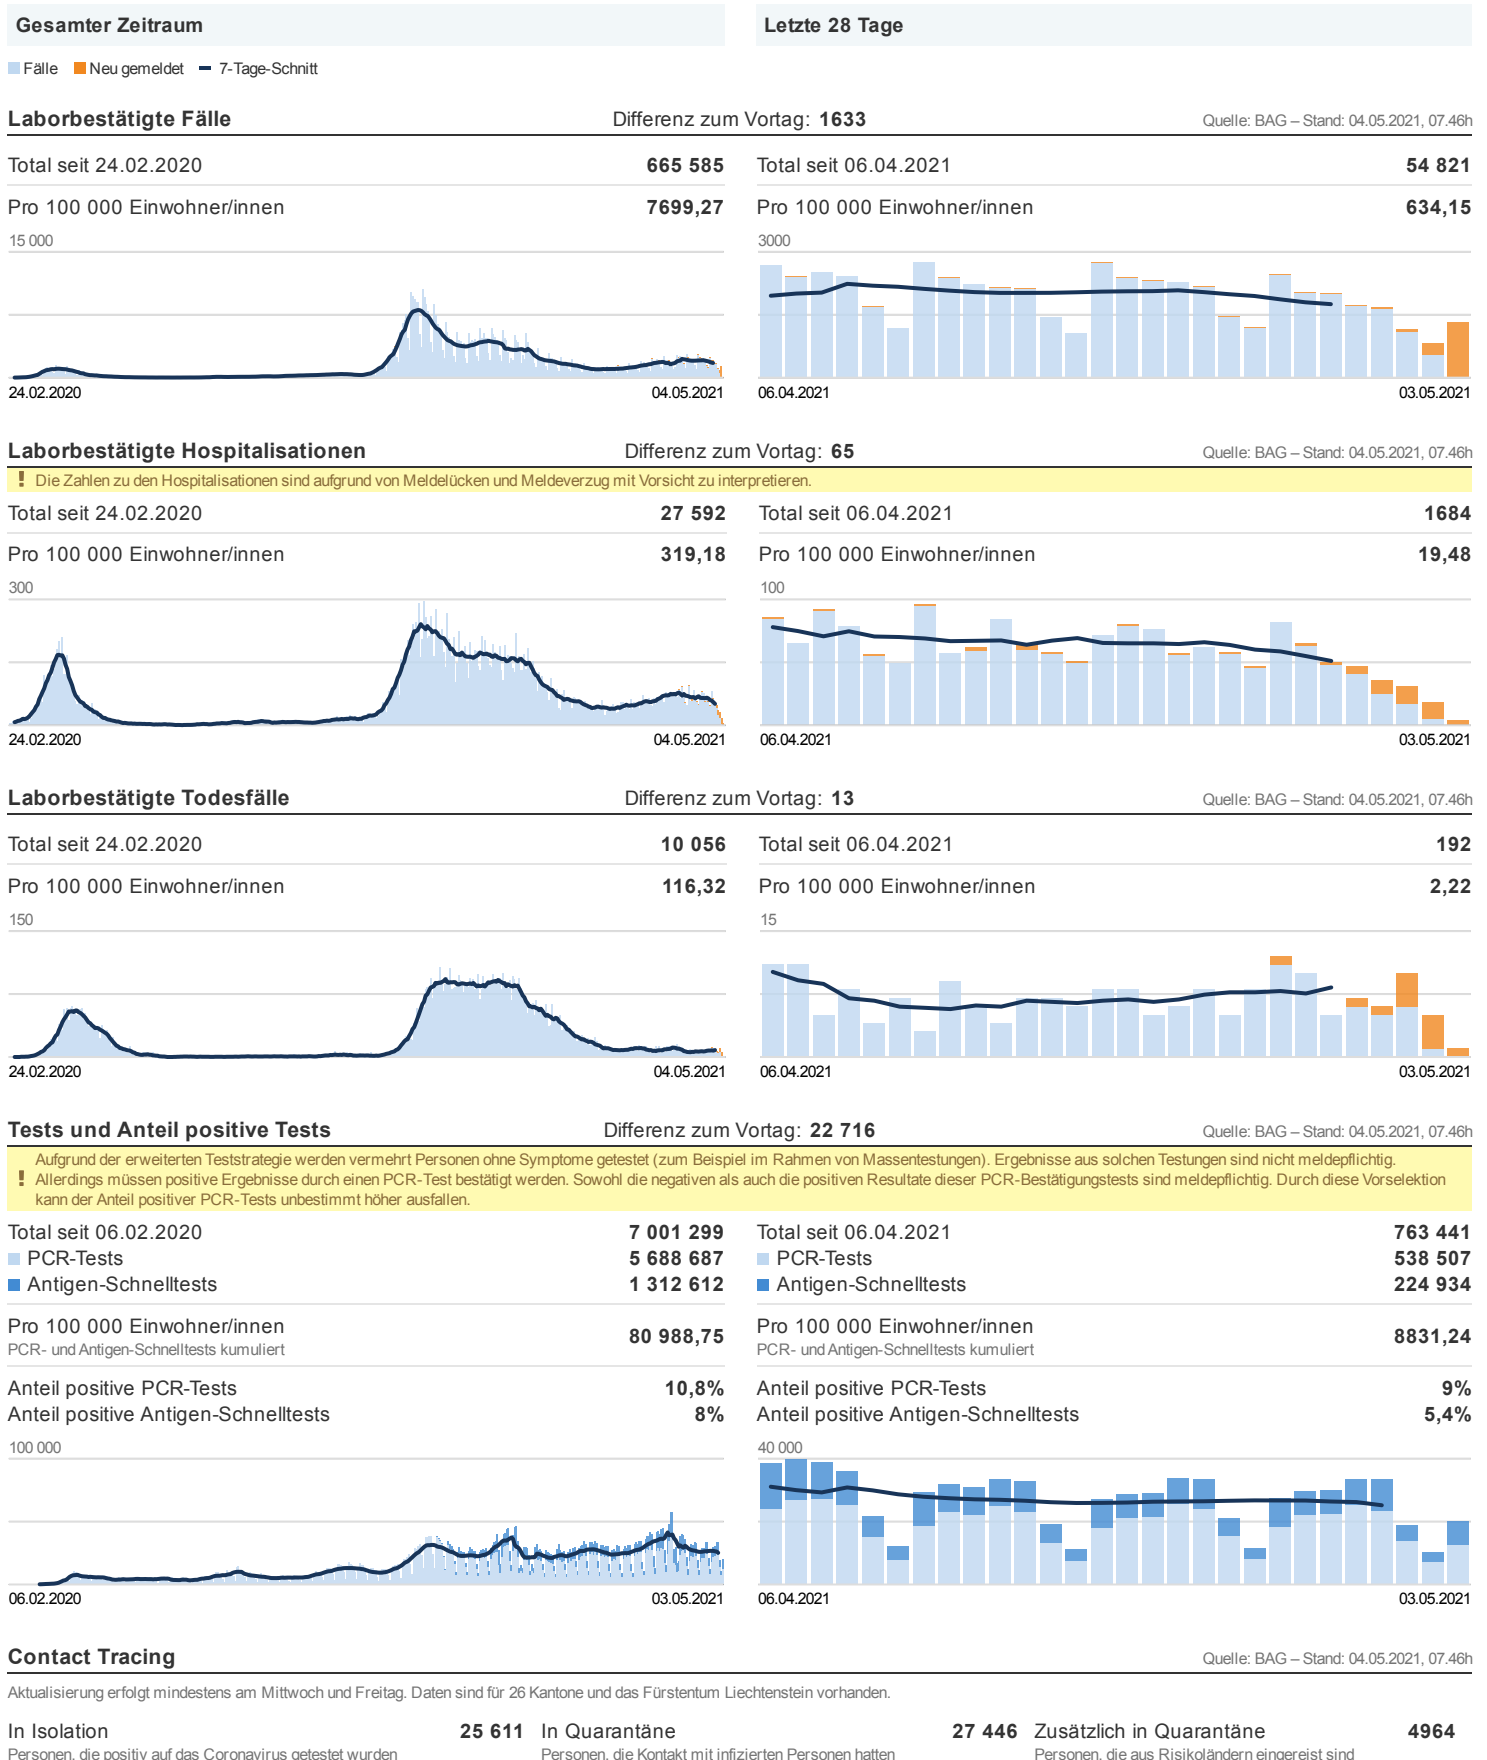 Gesamter Zeitraum
Letzte 28 Tage
Fälle Neu gemeldet 7-Tage-Schnitt
Laborbestätigte Fälle Differenz zum Vortag: 1633 Quelle: BAG – Stand: 04.05.2021, 07.46h
Total seit 24.02.2020 665 585
Pro 100 000 Einwohner/innen 7699,27
15 000
24.02.2020 04.05.2021
Total seit 06.04.2021 54 821
Pro 100 000 Einwohner/innen 634,15
3000
06.04.2021 03.05.2021
Laborbestätigte Hospitalisationen Differenz zum Vortag: 65 Quelle: BAG – Stand: 04.05.2021, 07.46h
! Die Zahlen zu den Hospitalisationen sind aufgrund von Meldelücken und Meldeverzug mit Vorsicht zu interpretieren.
Total seit 24.02.2020 27 592
Pro 100 000 Einwohner/innen 319,18
300
24.02.2020 04.05.2021
Total seit 06.04.2021 1684
Pro 100 000 Einwohner/innen 19,48
100
06.04.2021 03.05.2021
Laborbestätigte Todesfälle Differenz zum Vortag: 13 Quelle: BAG – Stand: 04.05.2021, 07.46h
Total seit 24.02.2020 10 056
Pro 100 000 Einwohner/innen 116,32
150
24.02.2020 04.05.2021
Total seit 06.04.2021 192
Pro 100 000 Einwohner/innen 2,22
15
06.04.2021 03.05.2021
Tests und Anteil positive Tests Differenz zum Vortag: 22 716 Quelle: BAG – Stand: 04.05.2021, 07.46h
Aufgrund der erweiterten Teststrategie werden vermehrt Personen ohne Symptome getestet (zum Beispiel im Rahmen von Massentestungen). Ergebnisse aus solchen Testungen sind nicht meldepflichtig.
! Allerdings müssen positive Ergebnisse durch einen PCR-Test bestätigt werden. Sowohl die negativen als auch die positiven Resultate dieser PCR-Bestätigungstests sind meldepflichtig. Durch diese Vorselektion
kann der Anteil positiver PCR-Tests unbestimmt höher ausfallen.
Total seit 06.02.2020 7 001 299
PCR-Tests 5 688 687
Antigen-Schnelltests 1 312 612
Pro 100 000 Einwohner/innen 80 988,75
PCR- und Antigen-Schnelltests kumuliert
Anteil positive PCR-Tests 10,8%
Anteil positive Antigen-Schnelltests 8%
100 000
06.02.2020 03.05.2021
Total seit 06.04.2021 763 441
PCR-Tests 538 507
Antigen-Schnelltests 224 934
Pro 100 000 Einwohner/innen 8831,24
PCR- und Antigen-Schnelltests kumuliert
Anteil positive PCR-Tests 9%
Anteil positive Antigen-Schnelltests 5,4%
40 000
06.04.2021 03.05.2021
Contact Tracing Quelle: BAG – Stand: 04.05.2021, 07.46h
Aktualisierung erfolgt mindestens am Mittwoch und Freitag. Daten sind für 26 Kantone und das Fürstentum Liechtenstein vorhanden.
In Isolation 25 611
Personen, die positiv auf das Coronavirus getestet wurden
In Quarantäne 27 446
Personen, die Kontakt mit infizierten Personen hatten
Zusätzlich in Quarantäne 4964
Personen, die aus Risikoländern eingereist sind